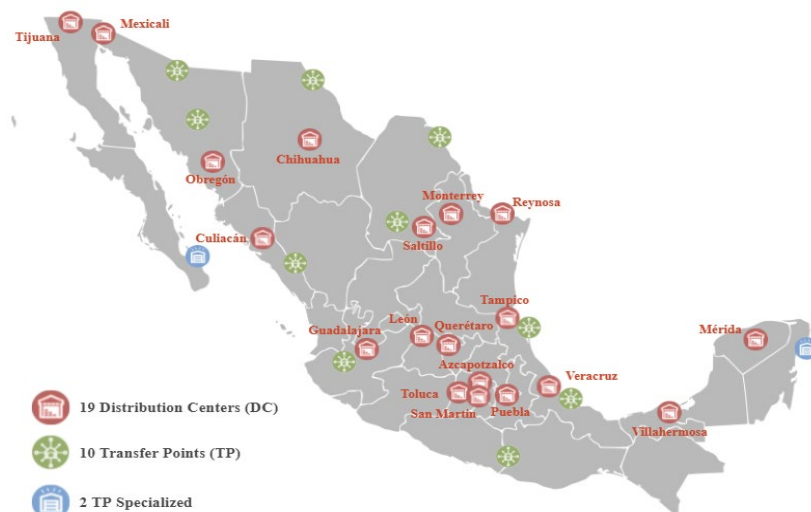 Mexicali
Tijuana
Chihuahua
Obregón
Monterrey
Reynosa
Culiacán
Saltillo
Tampico
León
Querétaro
Guadalajara
Mérida
Azcapotzalco
Toluca
Veracruz
San Martín
Puebla
Villahermosa
19 Distribution Centers (DC)
10 Transfer Points (TP)
2 TP Specialized